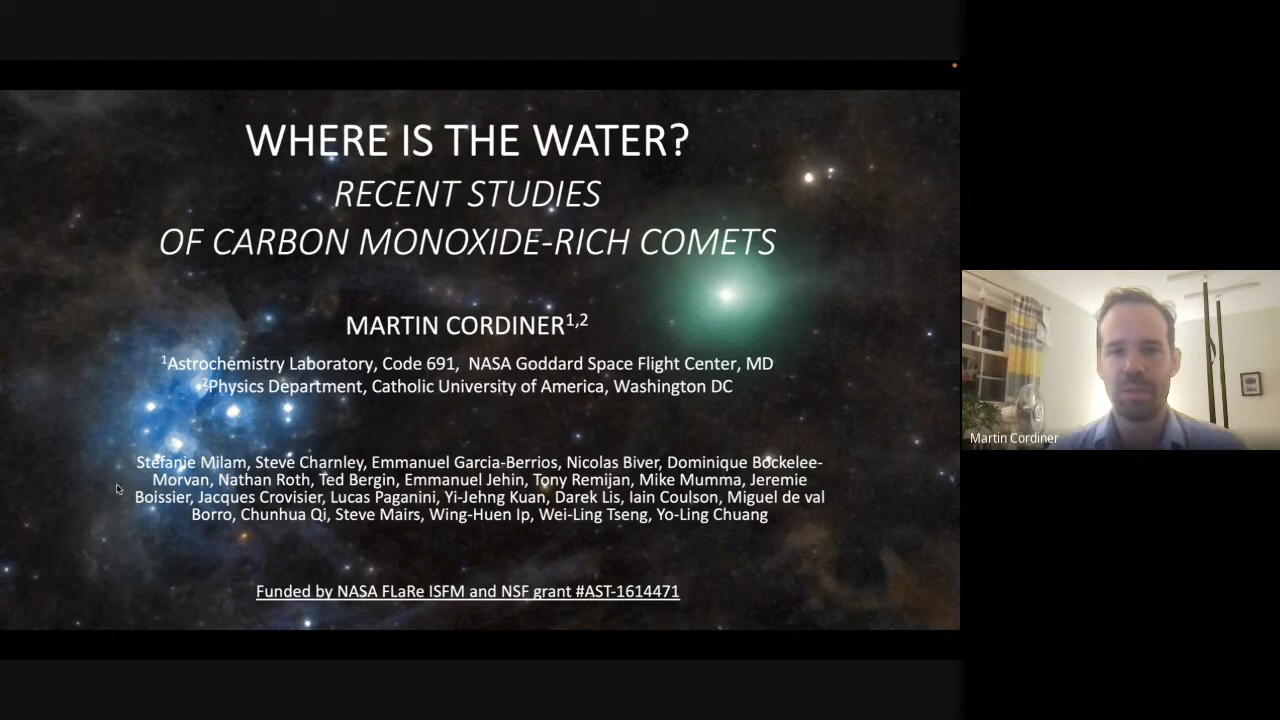 WHERE IS THE WATER?
RECENT STUDIES
OF CARBON MONOXIDE-RICH COMETS
MARTIN CORDINER1,2
1Astrochemistry Laboratory, Code 691, NASA Goddard Space Flight Center, MD
2Physics Department, Catholic University of America, Washington DC
Stefanie Milam, Steve Charnley, Emmanuel Garcia-Berrios, Nicolas Biver, Dominique Bockelee-
Morvan, Nathan Roth, Ted Bergin, Emmanuel Jehin, Tony Remijan, Mike Mumma, Jeremie
Boissier, Jacques Crovisier, Lucas Paganini, Yi-Jehng Kuan, Darek Lis, Iain Coulson, Miguel de val
Borro, Chunhua Qi, Steve Mairs, Wing-Huen Ip, Wei-Ling Tseng, Yo-Ling Chuang
Funded by NASA FLaRe ISFM and NSF grant #AST-1614471
Martin Cordiner